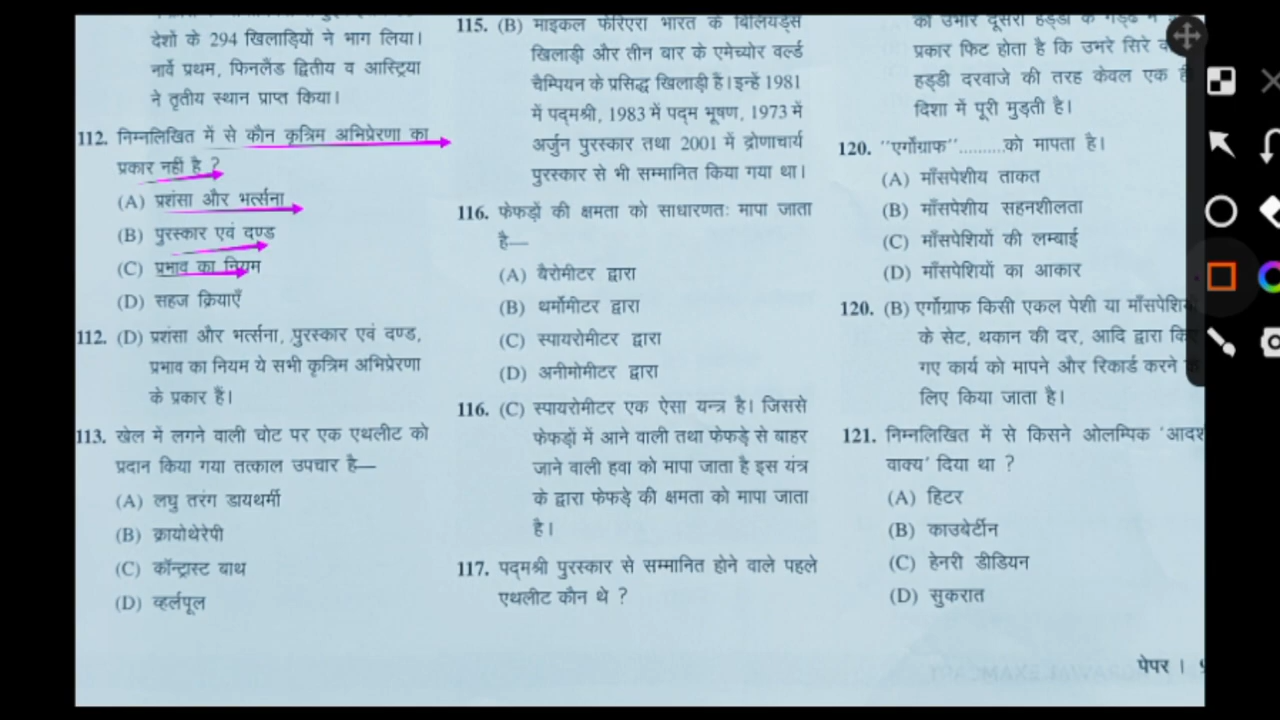 देशों के 294 खिलाड़ियों ने भाग लिया।
नार्वे प्रथम, फिनलैंड द्वितीय व आस्ट्रिया
ने तृतीय स्थान प्राप्त किया।
112. निम्नलिखित में से कौन कृत्रिम अभिप्रेरणा का
प्रकार नहीं है ?
(A) प्रशंसा और भर्त्सना
(B) पुरस्कार एवं दण्ड
(C) प्रभाव का नियम
(D) सहज क्रियाएँ
112. (D) प्रशंसा और भर्त्सना, पुरस्कार एवं दण्ड,
प्रभाव का नियम ये सभी कृत्रिम अभिप्रेरणा
के प्रकार हैं।
113. खेल में लगने वाली चोट पर एक एथलीट को
प्रदान किया गया तत्काल उपचार है—
(A) लघु तरंग डायथर्मी
(B) क्रायोथेरेपी
(C) कॉन्ट्रास्ट बाथ
(D) व्हर्लपूल
115. (B) माइकल फेरिएरा भारत के बिलियर्ड्स
खिलाड़ी और तीन बार के एमेच्योर वर्ल्ड
चैम्पियन के प्रसिद्ध खिलाड़ी है। इन्हें 1981
में पद्मश्री, 1983 में पद्म भूषण, 1973 में
अर्जुन पुरस्कार तथा 2001 में द्रोणाचार्य
पुरस्कार से भी सम्मानित किया गया था।
116. फेफड़ों की क्षमता को साधारणतः मापा जाता
है—
(A) बैरोमीटर द्वारा
(B) थर्मोमीटर द्वारा
(C) स्पायरोमीटर द्वारा
(D) अनीमोमीटर द्वारा
116. (C) स्पायरोमीटर एक ऐसा यन्त्र है। जिससे
फेफड़ों में आने वाली तथा फेफड़े से बाहर
जाने वाली हवा को मापा जाता है इस यंत्र
के द्वारा फेफड़े की क्षमता को मापा जाता
है।
117. पद्मश्री पुरस्कार से सम्मानित होने वाले पहले
एथलीट कौन थे ?
को उभार दूसरी हड्डी के
प्रकार फिट होता है कि उभरे सिरे
हड्डी दरवाजे की तरह केवल एक ही
दिशा में पूरी मुड़ती है।
120. "एर्गोग्राफ"..........को मापता है।
(A) माँसपेशीय ताकत
(B) माँसपेशीय सहनशीलता
(C) माँसपेशियों की लम्बाई
(D) माँसपेशियों का आकार
120. (B) एर्गोग्राफ किसी एकल पेशी या
के सेट, थकान की दर, आदि द्वारा
गए कार्य को मापने और रिकार्ड करने
लिए किया जाता है।
121. निम्नलिखित में से किसने ओलम्पिक 'आदर्श
वाक्य' दिया था ?
(A) हिटर
(B) काउबेर्टीन
(C) हेनरी डीडियन
(D) सुकरात
पेपर ।